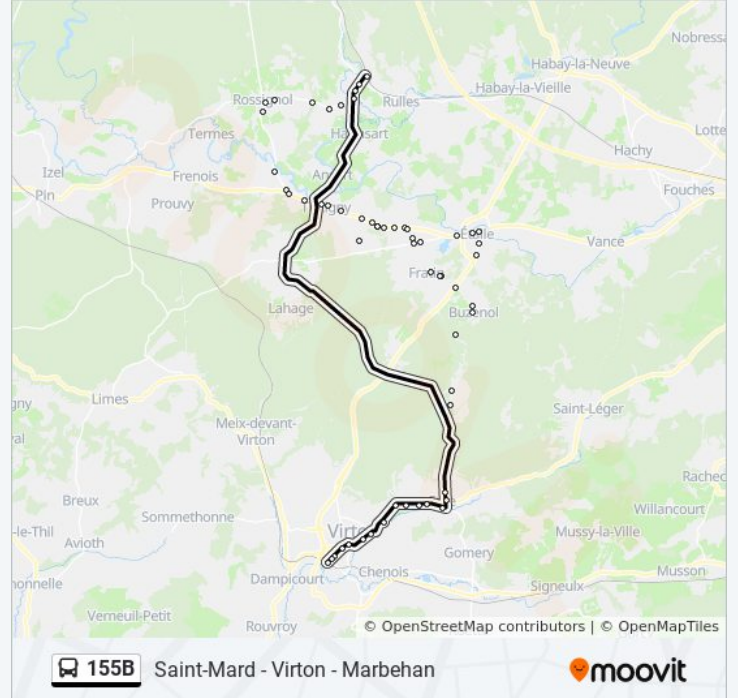 Nobress
Habay-la-Neuve
Habay-la-Vieille
Rossignol
Rulles
Termes
Lotte
Hachy
Izel
Frenois
Pin
Fouches
Prouvy
Vance
Lahage
Buzenol
Limes
Saint-Léger
Meix-devant-
Virton
Rachec
Breux
Willancourt
Sommethonne
-le-Thil
Avioth
Mussy-la-Ville
Gomery
Dampicourt
Chenois
Signeulx
Musson
Verneuil-Petit
Rouvroy
© OpenStreetMap contributors | © OpenMapTiles
155B Saint-Mard - Virton - Marbehan
moovit